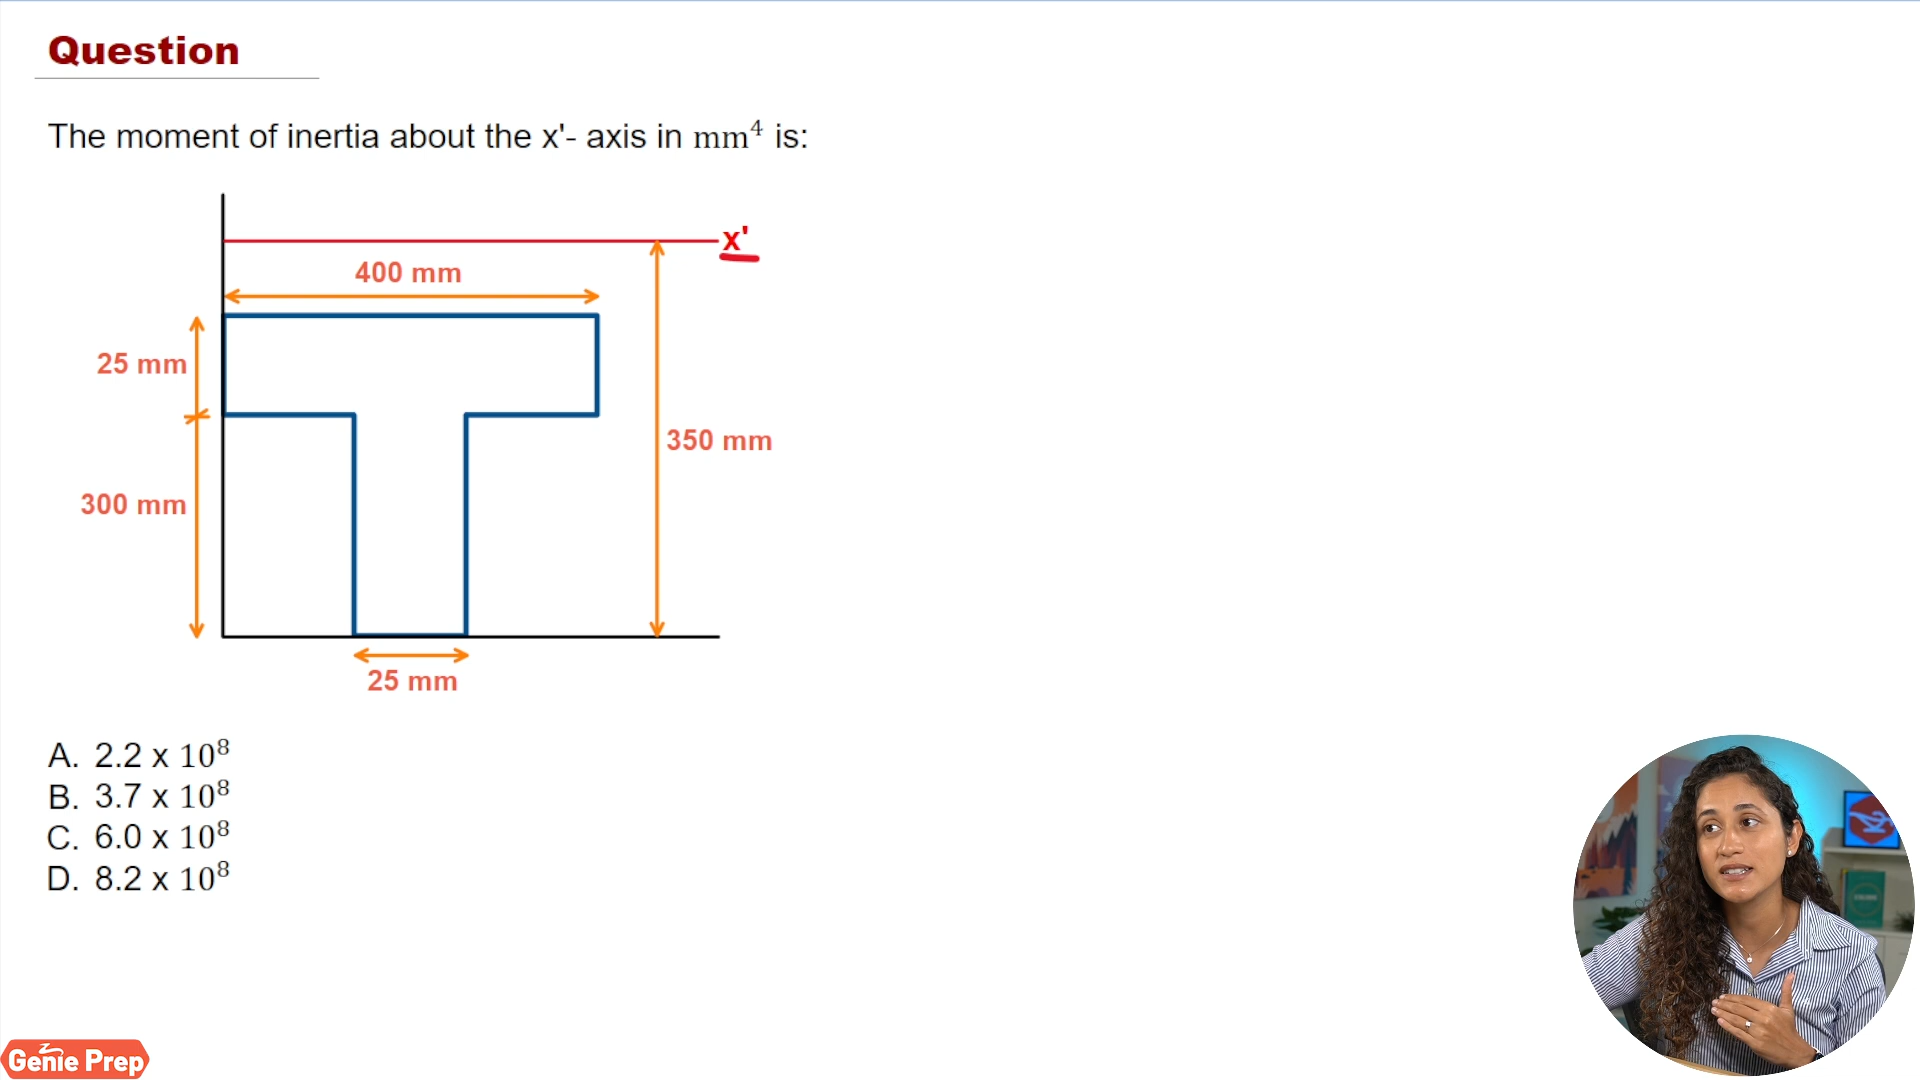 Question
The moment of inertia about the x'- axis in mm⁴ is:
x'
400 mm
25 mm
350 mm
300 mm
25 mm
A. 2.2 x 10⁸
B. 3.7 x 10⁸
C. 6.0 x 10⁸
D. 8.2 x 10⁸
Genie Prep